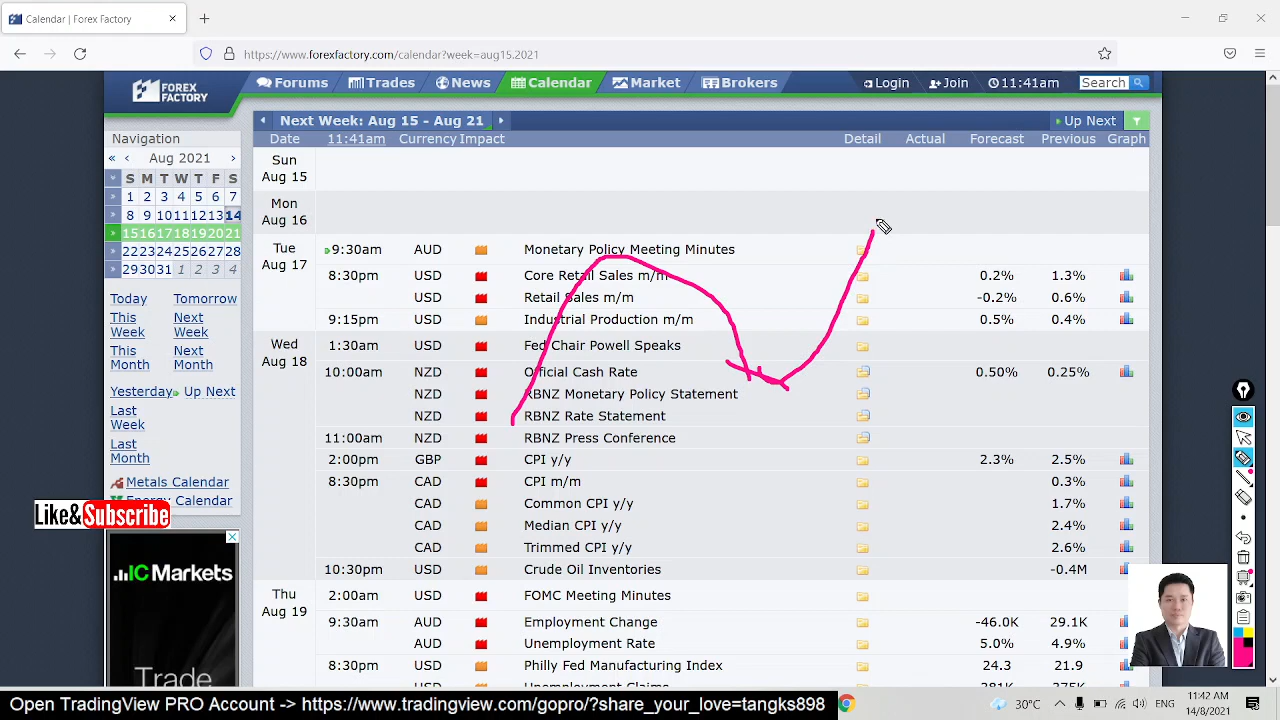 Calendar | Forex Factory
https://www.forexfactory.com/calendar?week=aug15.2021
FOREX FACTORY
Forums Trades News Calendar Market Brokers Login Join 11:41am Search
Navigation
Aug 2021
S M T W T F S
1 2 3 4 5 6 7
8 9 10 11 12 13 14
15 16 17 18 19 20 21
22 23 24 25 26 27 28
29 30 31 1 2 3 4
Today Tomorrow
This Week Next Week
This Month Next Month
Yesterday Up Next
Last Week
Last Month
Metals Calendar
Energy Calendar
Like&Subscribe
IC Markets
Trade
Next Week: Aug 15 - Aug 21 Up Next
Date 11:41am Currency Impact Detail Actual Forecast Previous Graph
Sun Aug 15
Mon Aug 16
Tue Aug 17 9:30am AUD Monetary Policy Meeting Minutes
8:30pm USD Core Retail Sales m/m 0.2% 1.3%
USD Retail Sales m/m -0.2% 0.6%
9:15pm USD Industrial Production m/m 0.5% 0.4%
Wed Aug 18 1:30am USD Fed Chair Powell Speaks
10:00am NZD Official Cash Rate 0.50% 0.25%
NZD RBNZ Monetary Policy Statement
NZD RBNZ Rate Statement
11:00am NZD RBNZ Press Conference
2:00pm GBP CPI y/y 2.3% 2.5%
8:30pm CAD CPI m/m 0.3%
CAD Common CPI y/y 1.7%
CAD Median CPI y/y 2.4%
CAD Trimmed CPI y/y 2.6%
10:30pm USD Crude Oil Inventories -0.4M
Thu Aug 19 2:00am USD FOMC Meeting Minutes
9:30am AUD Employment Change -46.0K 29.1K
AUD Unemployment Rate 5.0% 4.9%
8:30pm USD Philly Fed Manufacturing Index 24.3 21.9
Open TradingView PRO Account -> https://www.tradingview.com/gopro/?share_your_love=tangks898
30°C ENG 11:42 AM
14/8/2021